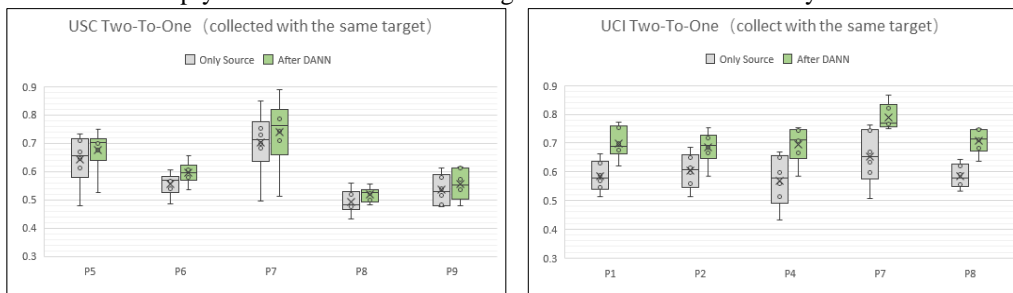 USC Two-To-One（collected with the same target）
Only Source After DANN
0.9
0.8
0.7
0.6
0.5
0.4
0.3
P5 P6 P7 P8 P9
UCI Two-To-One（collect with the same target）
Only Source After DANN
0.9
0.8
0.7
0.6
0.5
0.4
0.3
P1 P2 P4 P7 P8